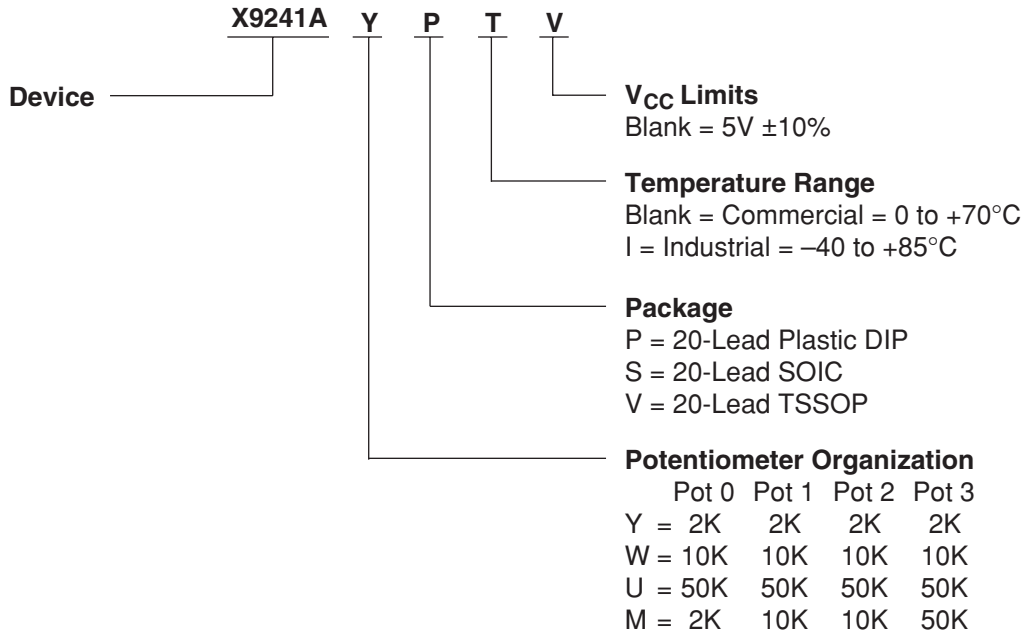 X9241A Y P T V
Device
VCC Limits
Blank = 5V ±10%
Temperature Range
Blank = Commercial = 0 to +70°C
I = Industrial = –40 to +85°C
Package
P = 20-Lead Plastic DIP
S = 20-Lead SOIC
V = 20-Lead TSSOP
Potentiometer Organization
Pot 0 Pot 1 Pot 2 Pot 3
Y = 2K 2K 2K 2K
W = 10K 10K 10K 10K
U = 50K 50K 50K 50K
M = 2K 10K 10K 50K